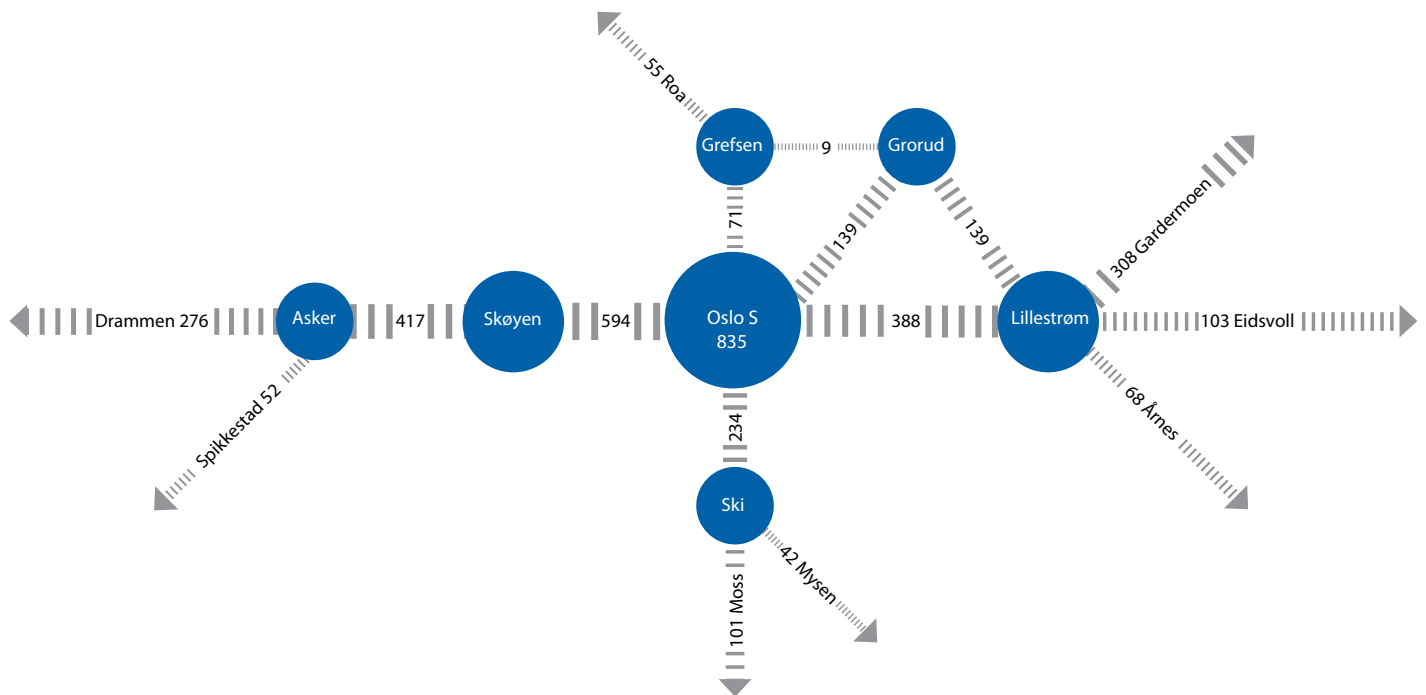 55 Roa
Grefsen
9
Grorud
71
139
139
308 Gardermoen
Drammen 276
Asker
417
Skøyen
594
Oslo S
835
388
Lillestrøm
103 Eidsvoll
Spikkestad 52
234
68 Årnes
Ski
42 Mysen
101 Moss